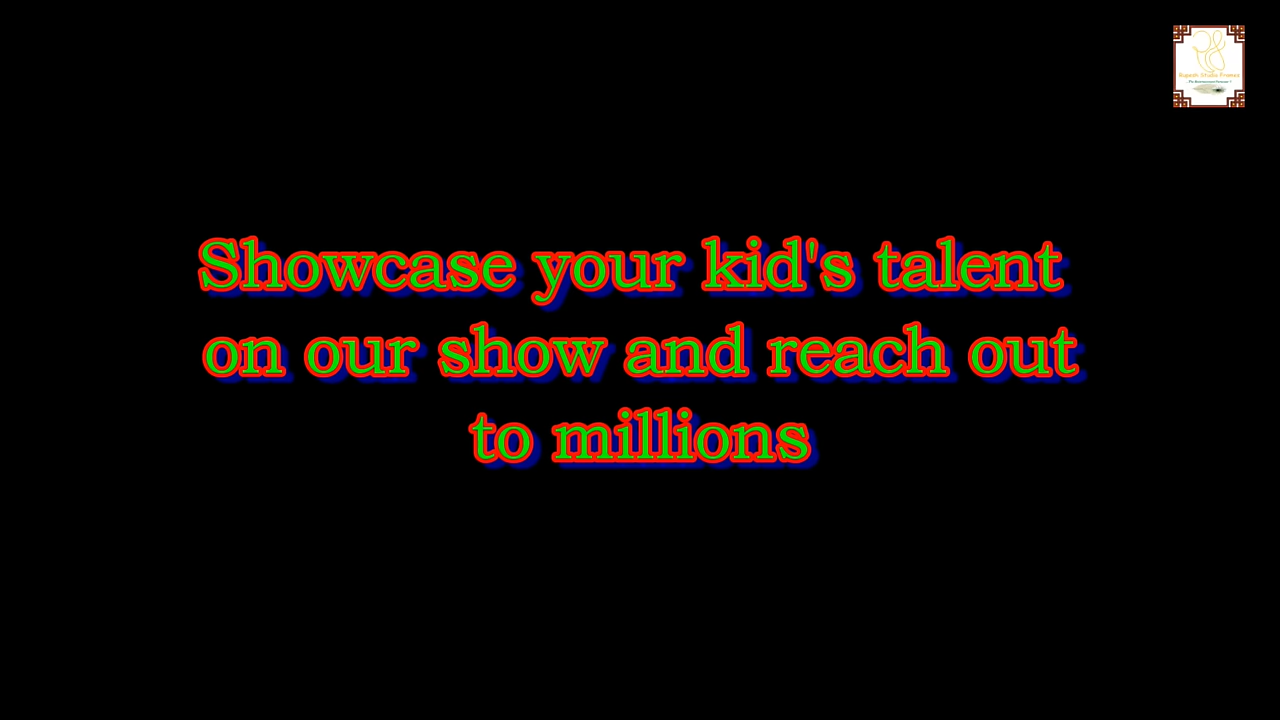 Showcase your kid's talent
on our show and reach out
to millions